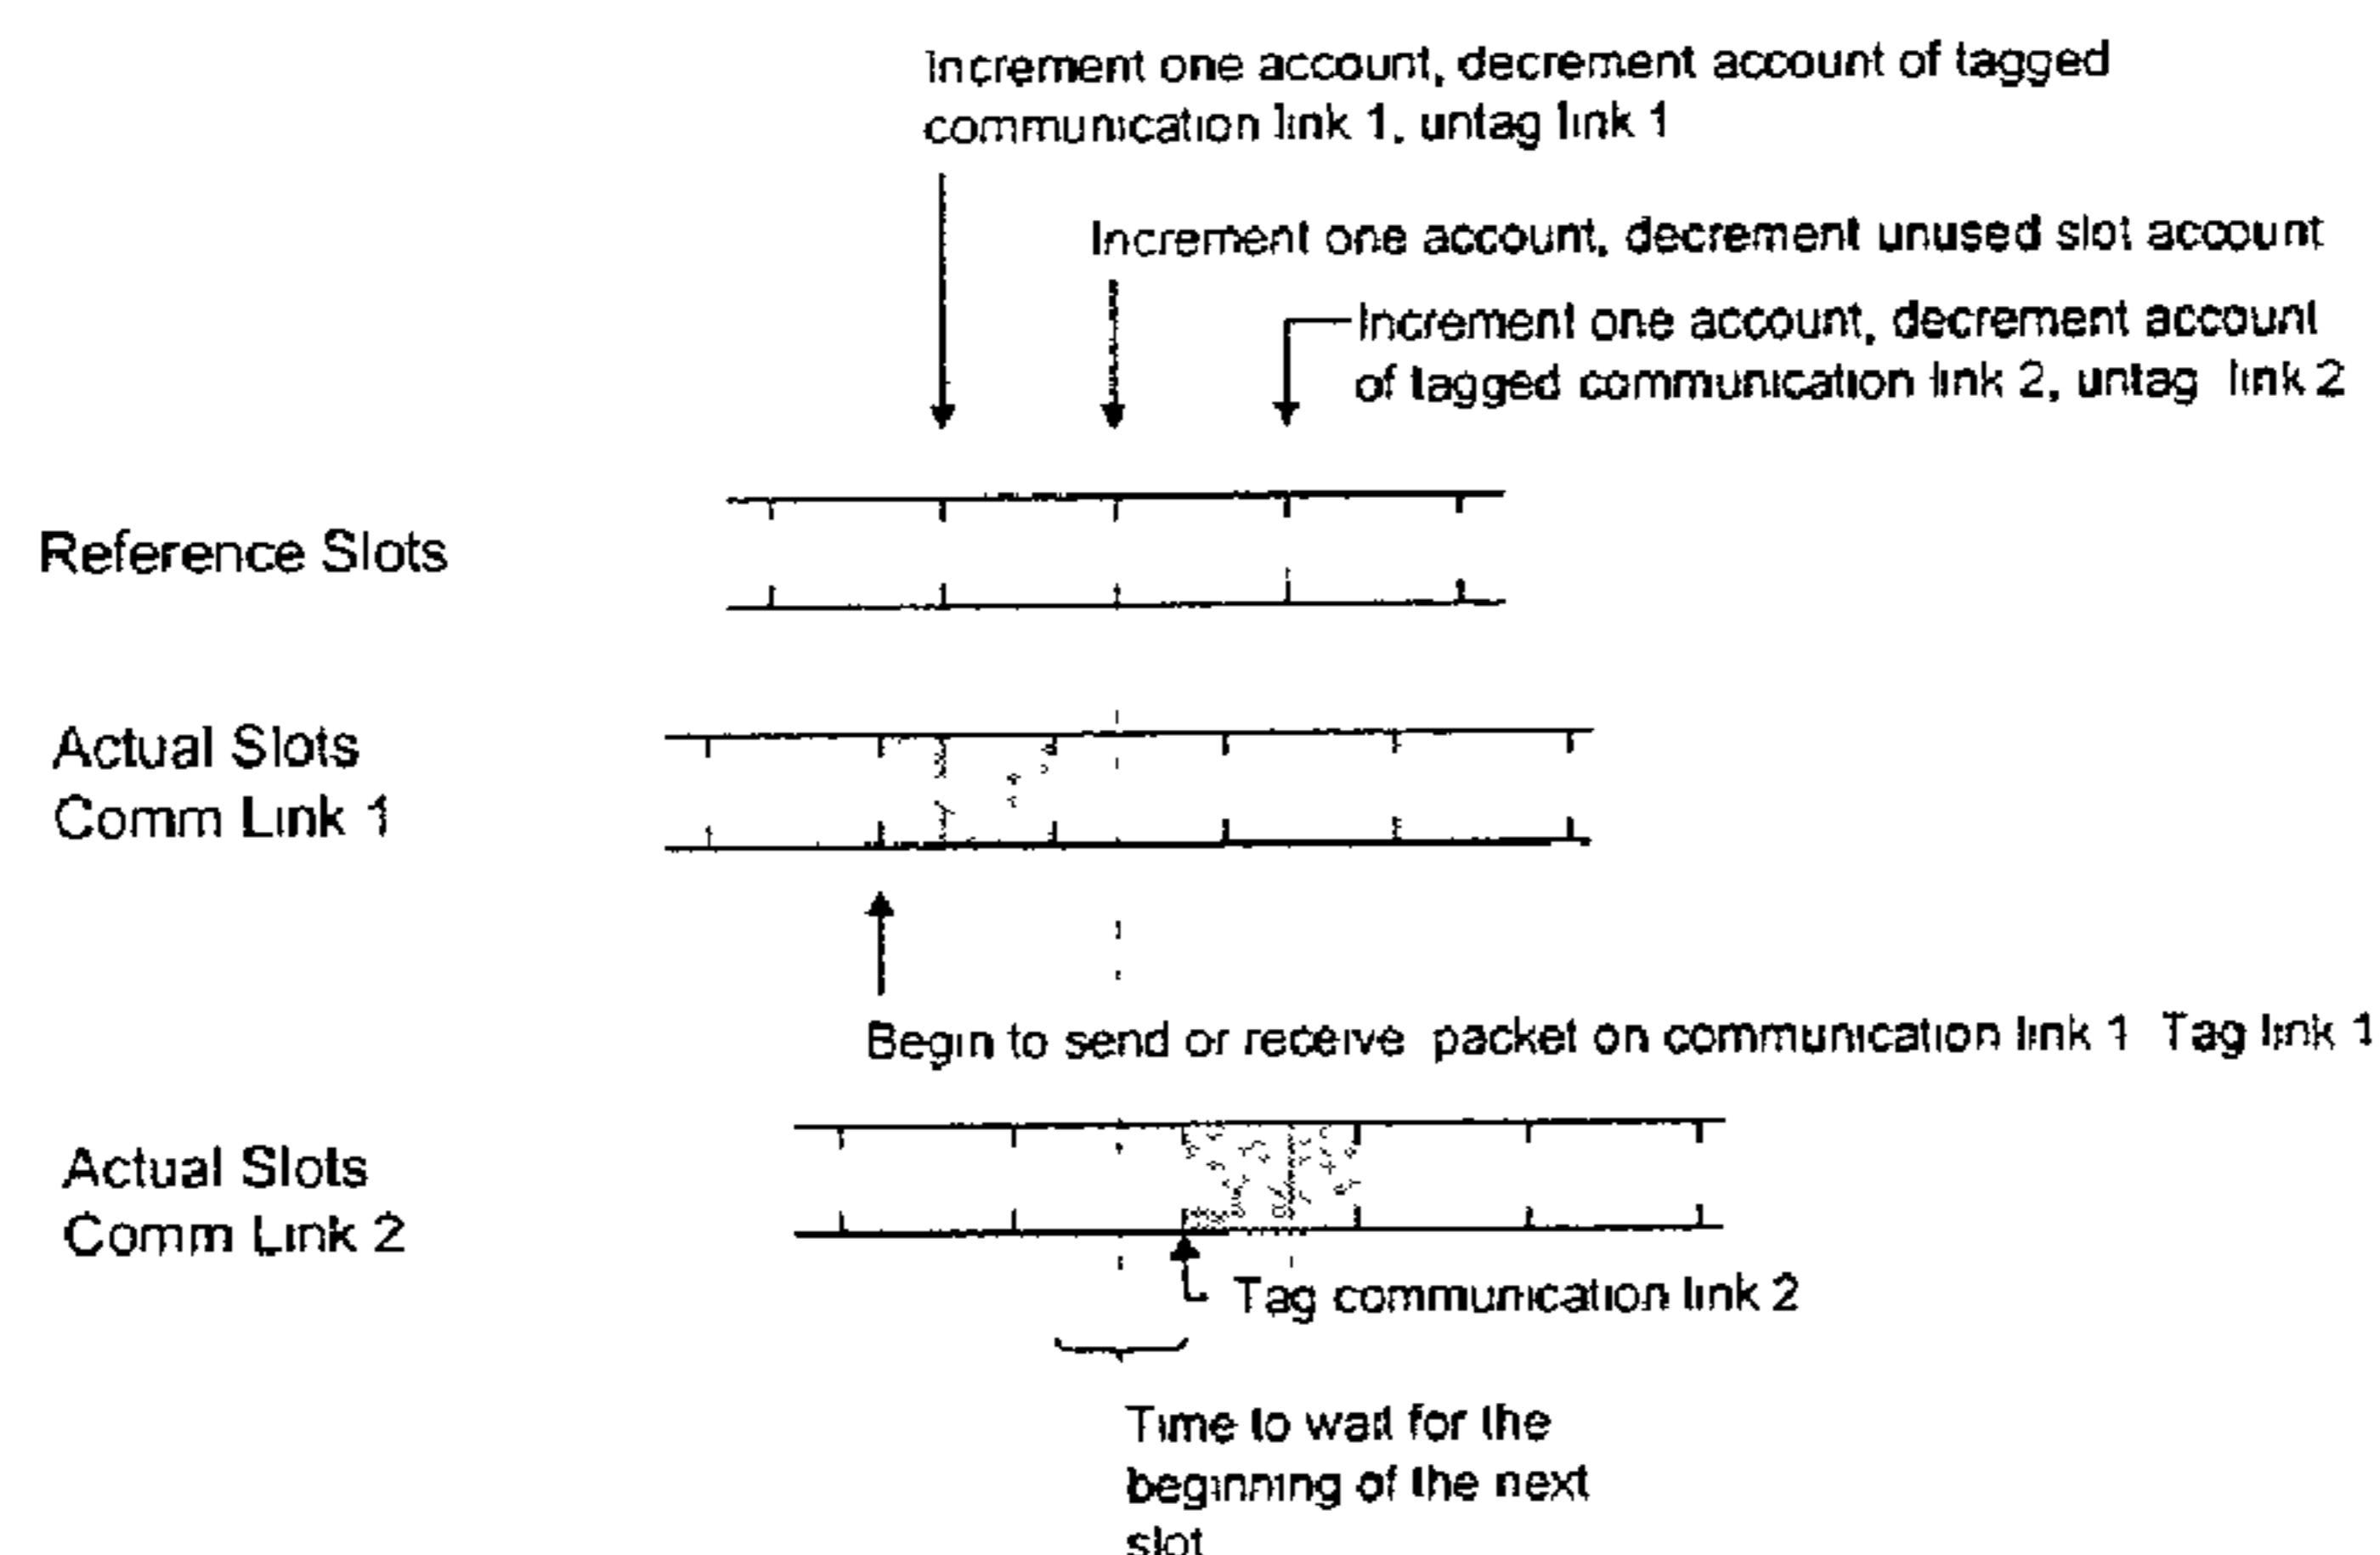 Increment one account, decrement account of tagged
communication link 1, untag link 1
Increment one account, decrement unused slot account
Increment one account, decrement account
of tagged communication link 2, untag link 2
Reference Slots
Actual Slots
Comm Link 1
Begin to send or receive packet on communication link 1 Tag link 1
Actual Slots
Comm Link 2
Tag communication link 2
Time to wait for the
beginning of the next
slot